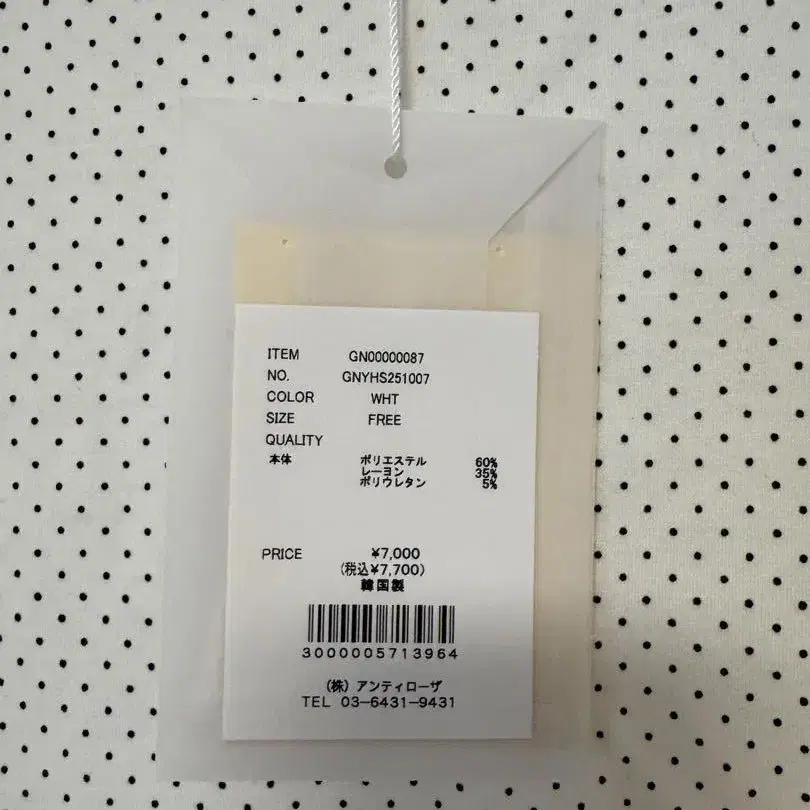 ITEM GN00000087
NO. GNYHS251007
COLOR WHT
SIZE FREE
QUALITY
本体 ポリエステル 60%
レーヨン 35%
ポリウレタン 5%
PRICE ¥7,000
(税込¥7,700)
韓国製
3000005713964
(株) アンティローザ
TEL 03-6431-9431